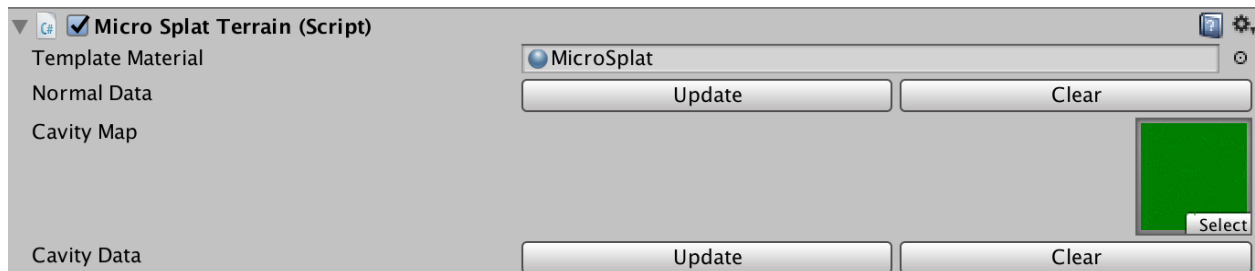 Micro Splat Terrain (Script)
Template Material MicroSplat
Normal Data Update Clear
Cavity Map
Select
Cavity Data Update Clear